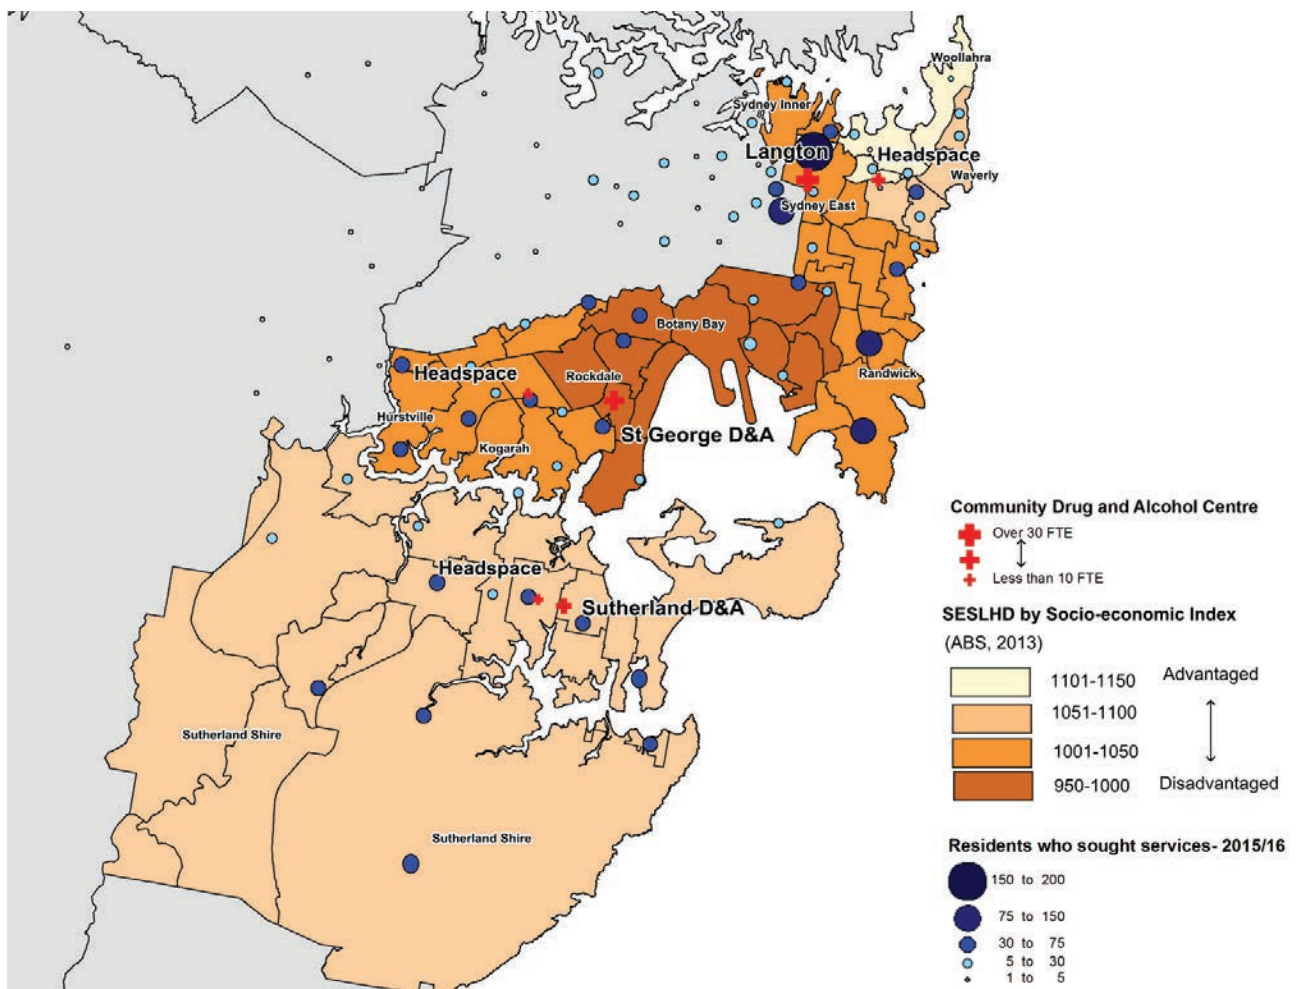 Woollahra
Sydney Inner
Langton
Headspace
Waverly
Sydney East
Botany Bay
Headspace
Rockdale
Randwick
Hurstville
St George D&A
Kogarah
Headspace
Sutherland D&A
Sutherland Shire
Sutherland Shire
Community Drug and Alcohol Centre
Over 30 FTE
Less than 10 FTE
SESLHD by Socio-economic Index
(ABS, 2013)
1101-1150 Advantaged
1051-1100
1001-1050
950-1000 Disadvantaged
Residents who sought services- 2015/16
150 to 200
75 to 150
30 to 75
5 to 30
1 to 5